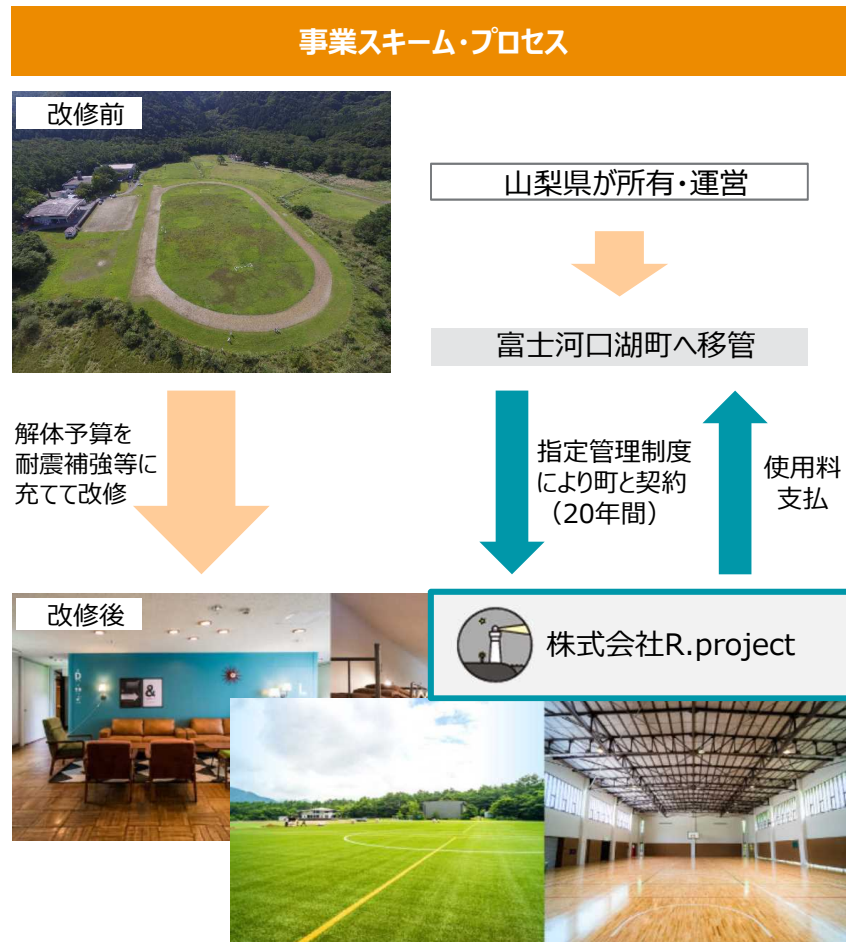 事業スキーム・プロセス
改修前
山梨県が所有・運営
富士河口湖町へ移管
解体予算を
耐震補強等に
充てて改修
指定管理制度
により町と契約
（20年間）
使用料
支払
改修後
株式会社R.project
&
L